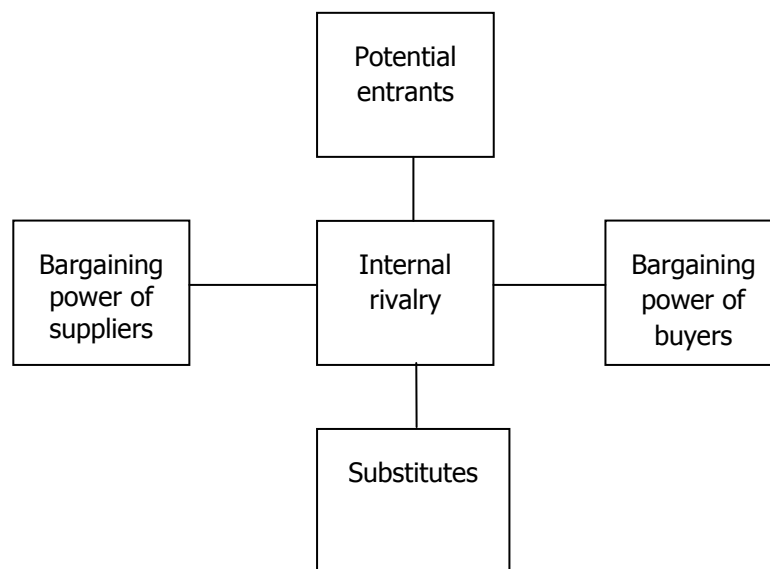 Potential
entrants
Bargaining
power of
suppliers
Internal
rivalry
Bargaining
power of
buyers
Substitutes